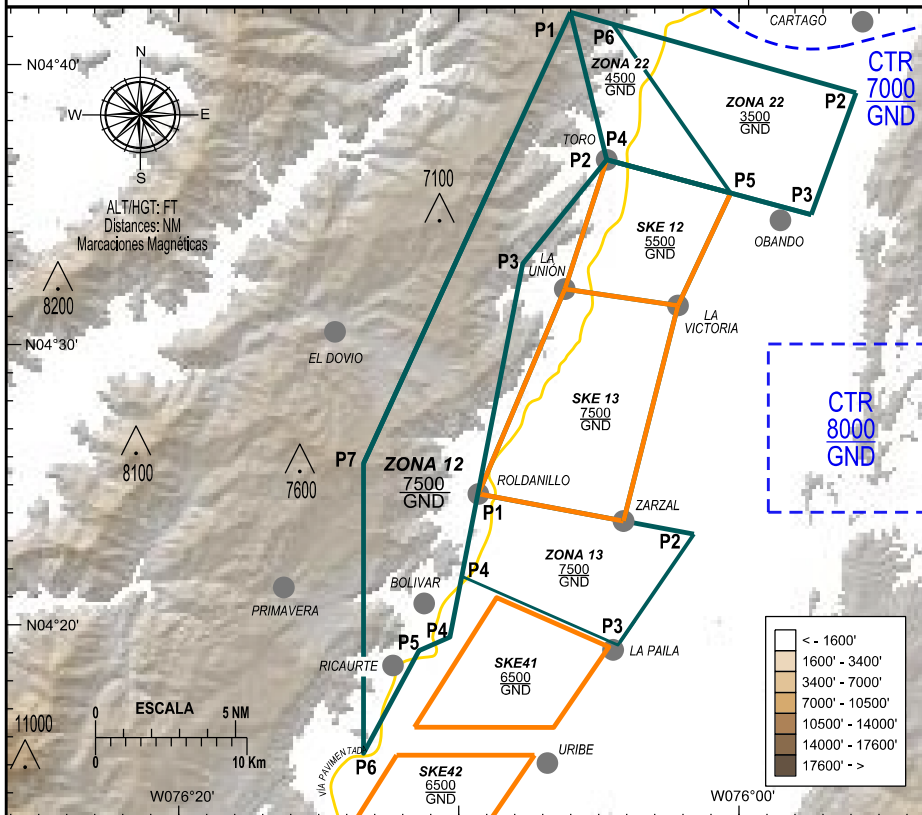 CARTAGO
P1
P6
N04°40'
N
ZONA 22
4500
GND
CTR
7000
GND
W
E
ZONA 22
3500
GND
P2
S
TORO
P4
P2
7100
P5
P3
ALT/HGT: FT
Distances: NM
Marcaciones Magnéticas
SKE 12
5500
GND
OBANDO
P3
LA
UNIÓN
8200
LA
VICTORIA
EL DOVIO
N04°30'
SKE 13
7500
GND
CTR
8000
GND
8100
7600
P7
ZONA 12
7500
GND
ROLDANILLO
P1
ZARZAL
P2
ZONA 13
7500
GND
P4
BOLIVAR
PRIMAVERA
N04°20'
P4
P5
P3
LA PAILA
RICAURTE
SKE41
6500
GND
< - 1600'
1600' - 3400'
3400' - 7000'
7000' - 10500'
10500' - 14000'
14000' - 17600'
17600' - >
ESCALA
0
5 NM
0
10 Km
11000
VÍA PAVIMENTADA
P6
URIBE
SKE42
6500
GND
W076°20'
W076°00'